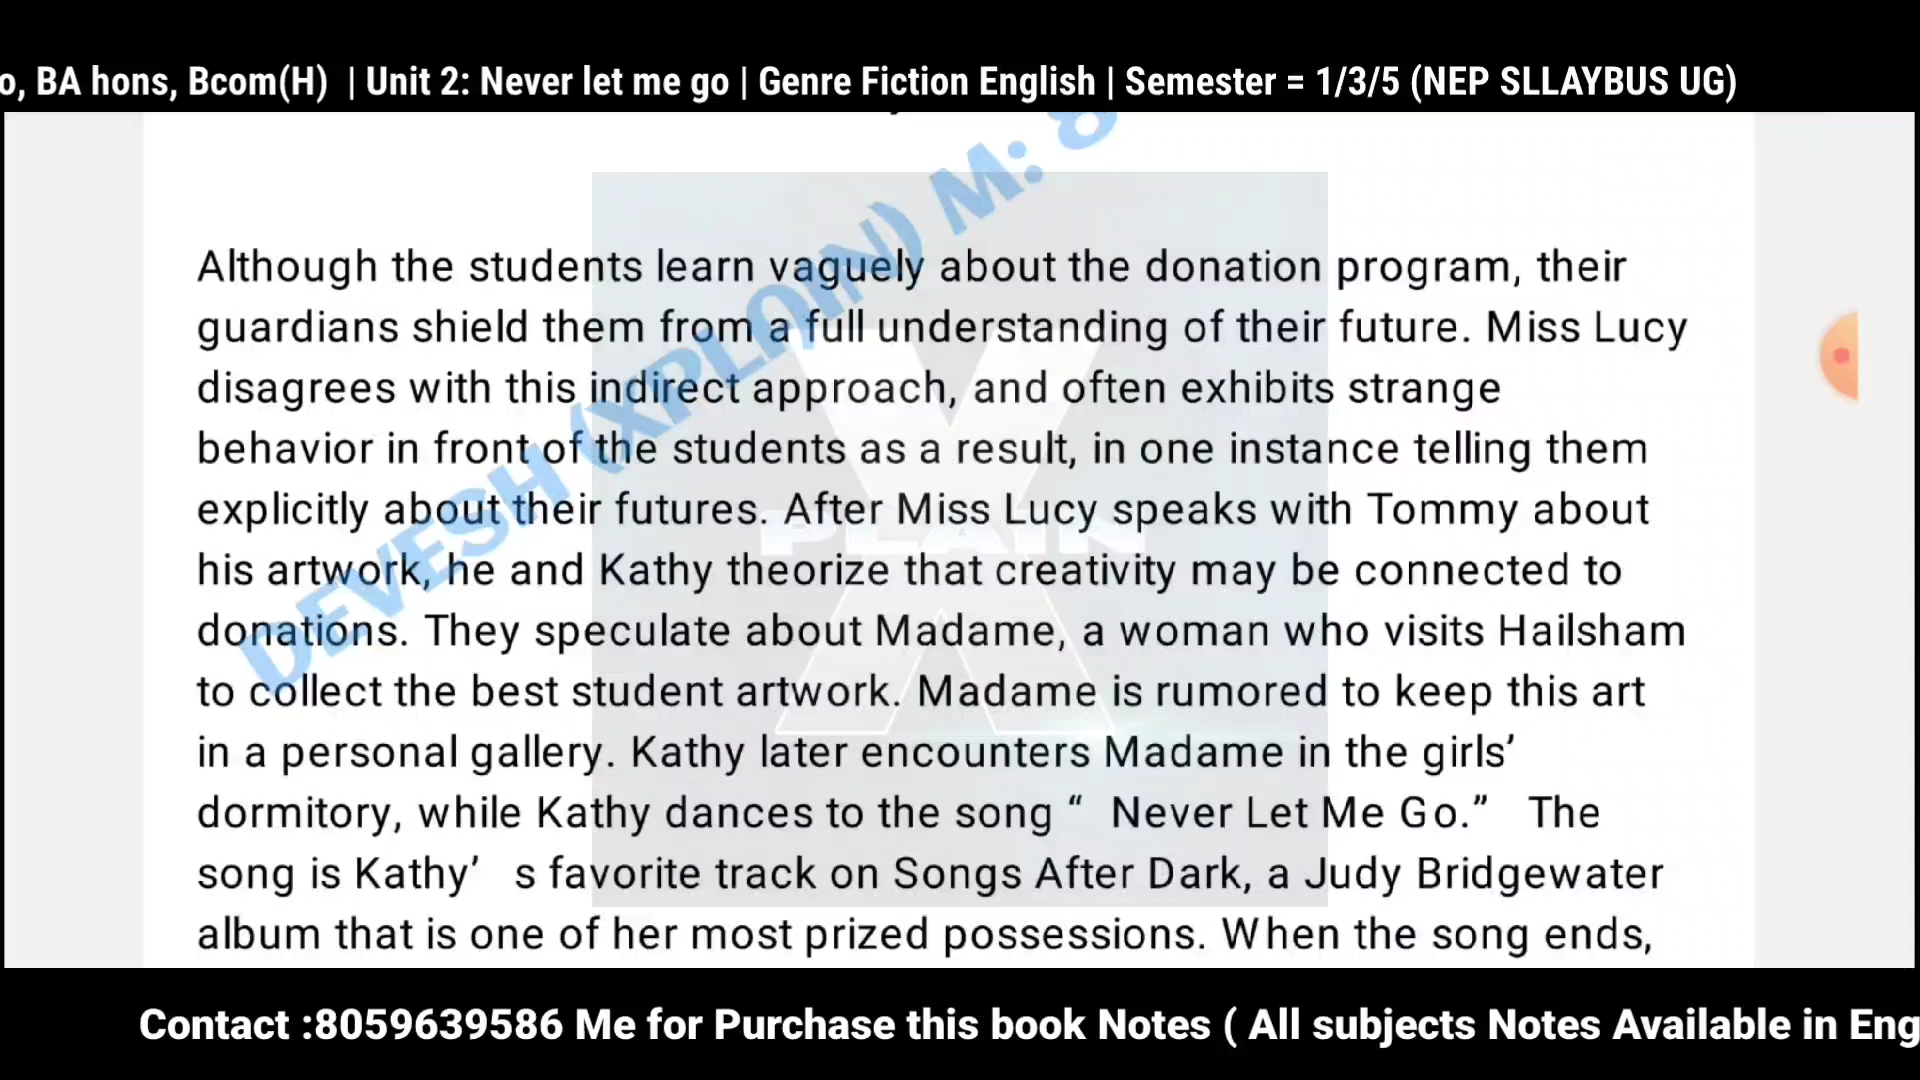 o, BA hons, Bcom(H) | Unit 2: Never let me go | Genre Fiction English | Semester = 1/3/5 (NEP SLLAYBUS UG)
DEVESH (XPLAIN) M: 8
Although the students learn vaguely about the donation program, their
guardians shield them from a full understanding of their future. Miss Lucy
disagrees with this indirect approach, and often exhibits strange
behavior in front of the students as a result, in one instance telling them
explicitly about their futures. After Miss Lucy speaks with Tommy about
his artwork, he and Kathy theorize that creativity may be connected to
donations. They speculate about Madame, a woman who visits Hailsham
to collect the best student artwork. Madame is rumored to keep this art
in a personal gallery. Kathy later encounters Madame in the girls’
dormitory, while Kathy dances to the song “ Never Let Me Go.” The
song is Kathy’ s favorite track on Songs After Dark, a Judy Bridgewater
album that is one of her most prized possessions. When the song ends,
PLAIN
Contact :8059639586 Me for Purchase this book Notes ( All subjects Notes Available in Eng